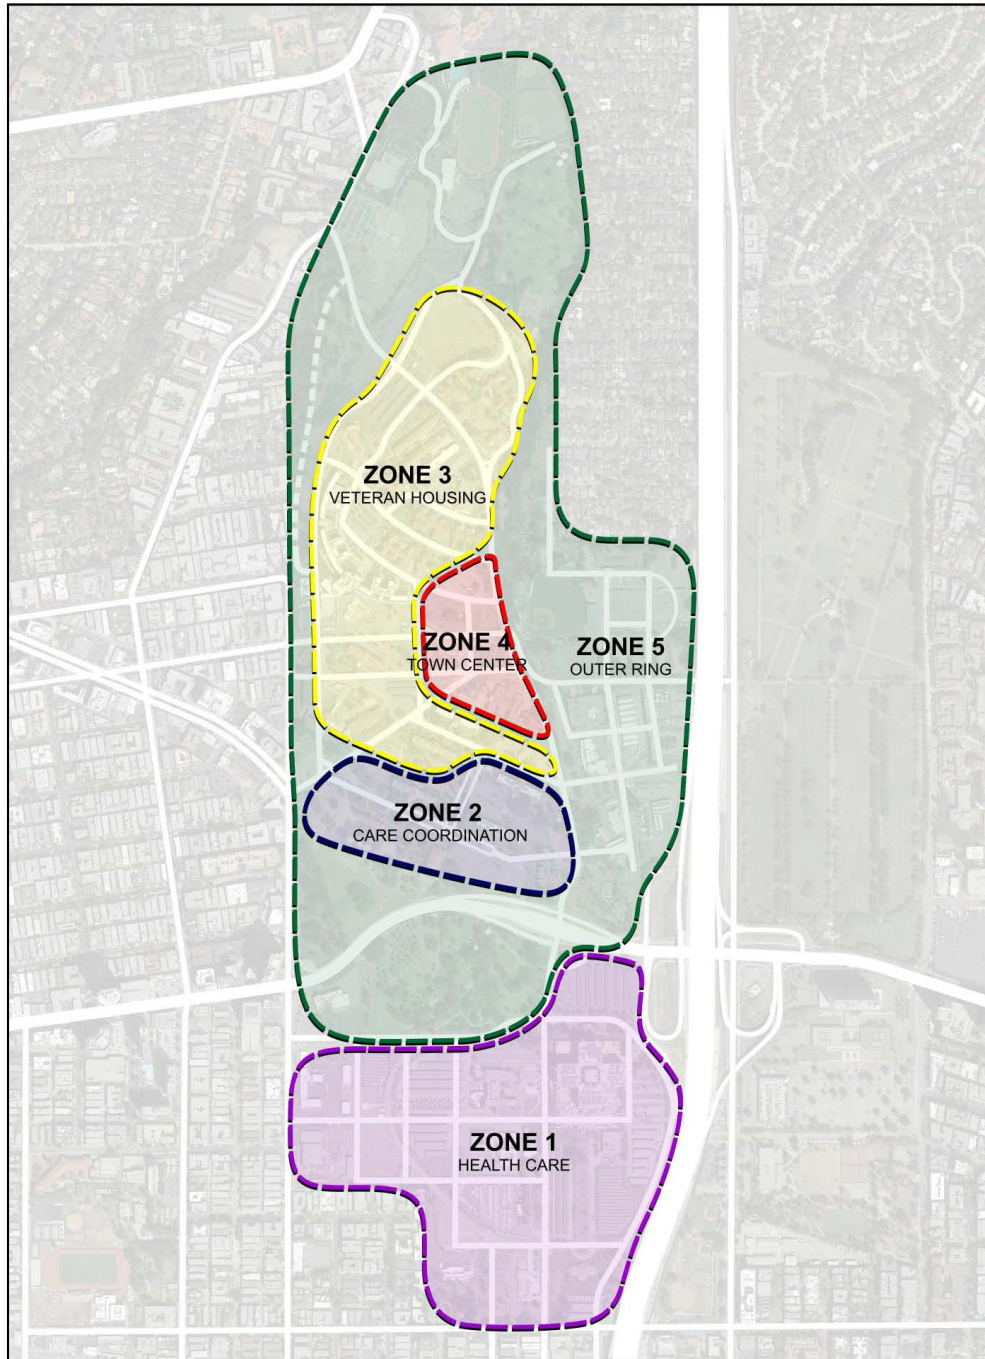 ZONE 3
VETERAN HOUSING
ZONE 4
TOWN CENTER
ZONE 5
OUTER RING
ZONE 2
CARE COORDINATION
ZONE 1
HEALTH CARE